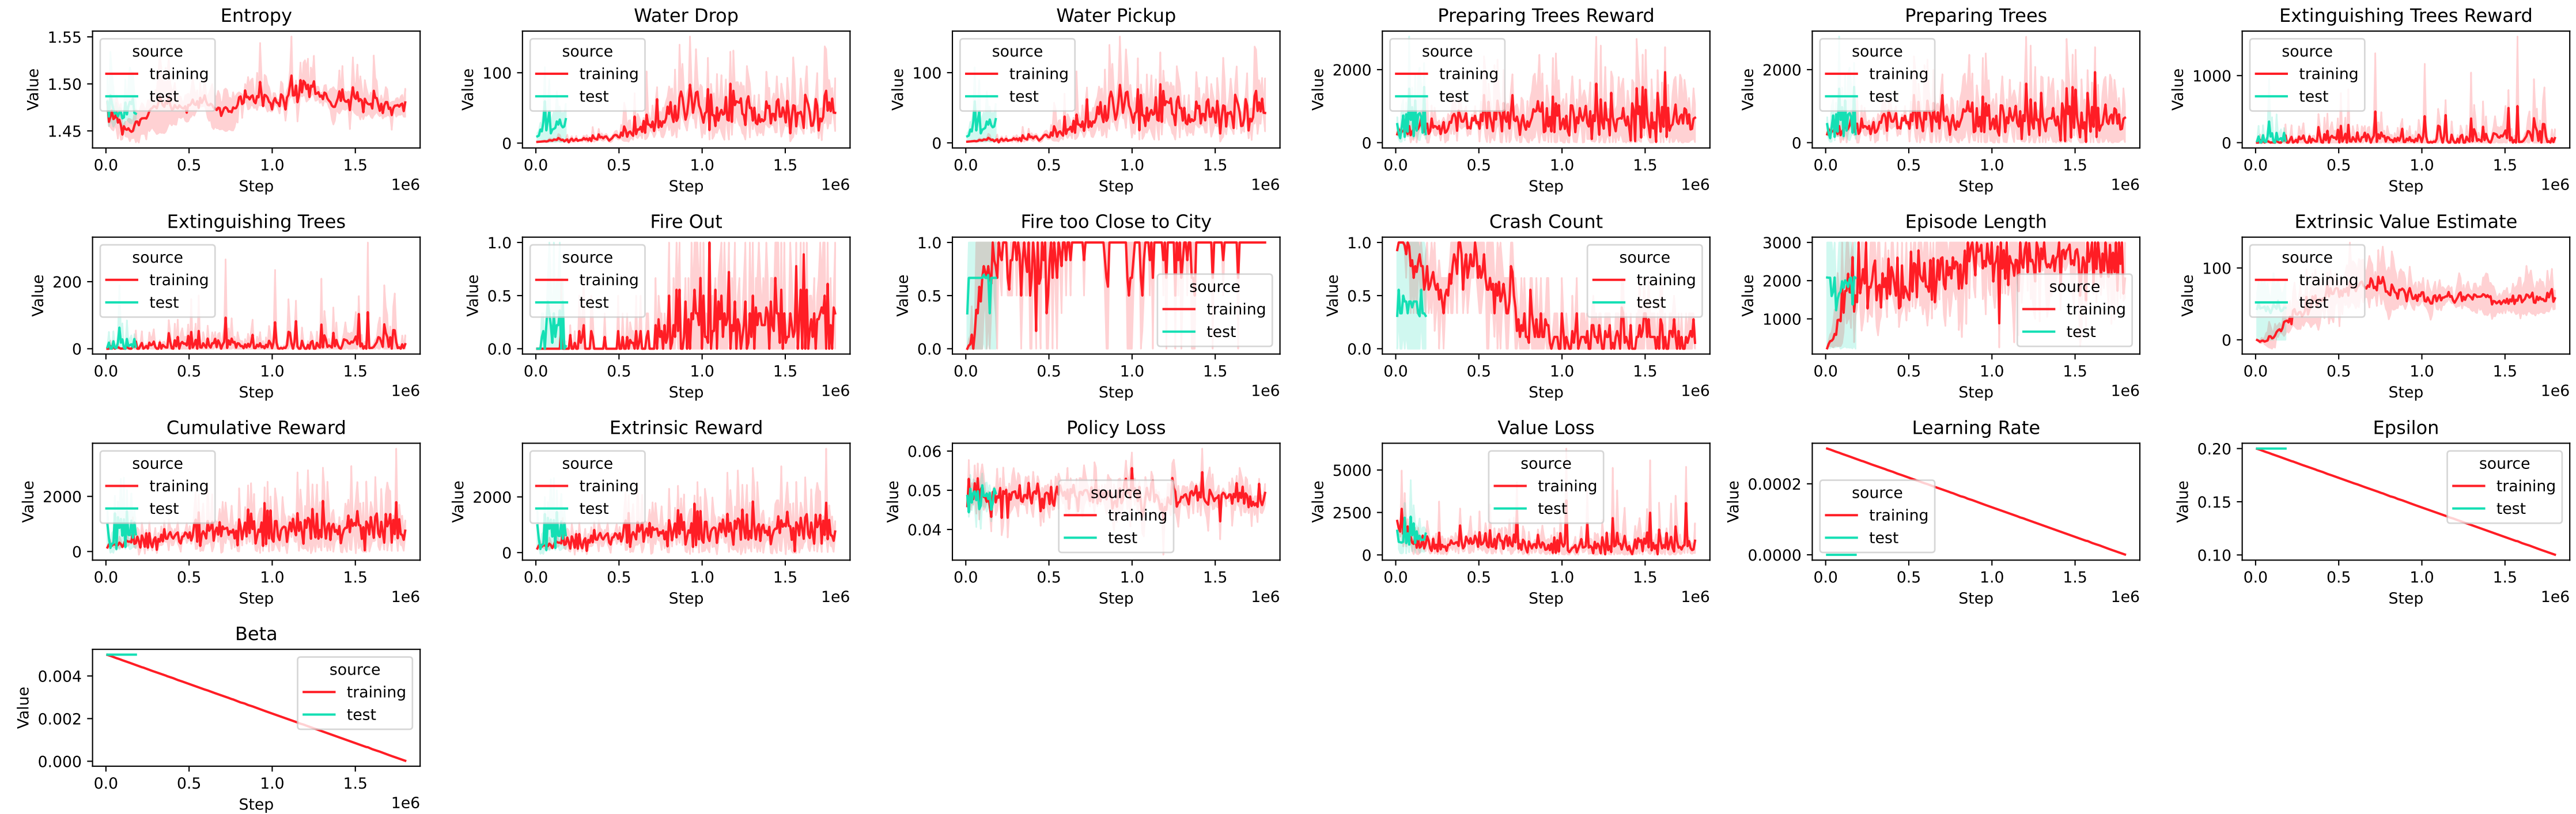 Entropy
Water Drop
Water Pickup
Preparing Trees Reward
Preparing Trees
Extinguishing Trees Reward
Value
1.55
1.50
1.45
source
training
test
0.0 0.5 1.0 1.5
Step
1e6
Value
100
0
source
training
test
0.0 0.5 1.0 1.5
Step
1e6
Value
100
0
source
training
test
0.0 0.5 1.0 1.5
Step
1e6
Value
2000
0
source
training
test
0.0 0.5 1.0 1.5
Step
1e6
Value
2000
0
source
training
test
0.0 0.5 1.0 1.5
Step
1e6
Value
1000
0
source
training
test
0.0 0.5 1.0 1.5
Step
1e6
Extinguishing Trees
Fire Out
Fire too Close to City
Crash Count
Episode Length
Extrinsic Value Estimate
Value
200
0
source
training
test
0.0 0.5 1.0 1.5
Step
1e6
Value
1.0
0.5
0.0
source
training
test
0.0 0.5 1.0 1.5
Step
1e6
Value
1.0
0.5
0.0
source
training
test
0.0 0.5 1.0 1.5
Step
1e6
Value
1.0
0.5
0.0
source
training
test
0.0 0.5 1.0 1.5
Step
1e6
Value
3000
2000
1000
source
training
test
0.0 0.5 1.0 1.5
Step
1e6
Value
100
0
source
training
test
0.0 0.5 1.0 1.5
Step
1e6
Cumulative Reward
Extrinsic Reward
Policy Loss
Value Loss
Learning Rate
Epsilon
Value
2000
0
source
training
test
0.0 0.5 1.0 1.5
Step
1e6
Value
2000
0
source
training
test
0.0 0.5 1.0 1.5
Step
1e6
Value
0.06
0.05
0.04
source
training
test
0.0 0.5 1.0 1.5
Step
1e6
Value
5000
2500
0
source
training
test
0.0 0.5 1.0 1.5
Step
1e6
Value
0.0002
0.0000
source
training
test
0.0 0.5 1.0 1.5
Step
1e6
Value
0.20
0.15
0.10
source
training
test
0.0 0.5 1.0 1.5
Step
1e6
Beta
Value
0.004
0.002
0.000
source
training
test
0.0 0.5 1.0 1.5
Step
1e6